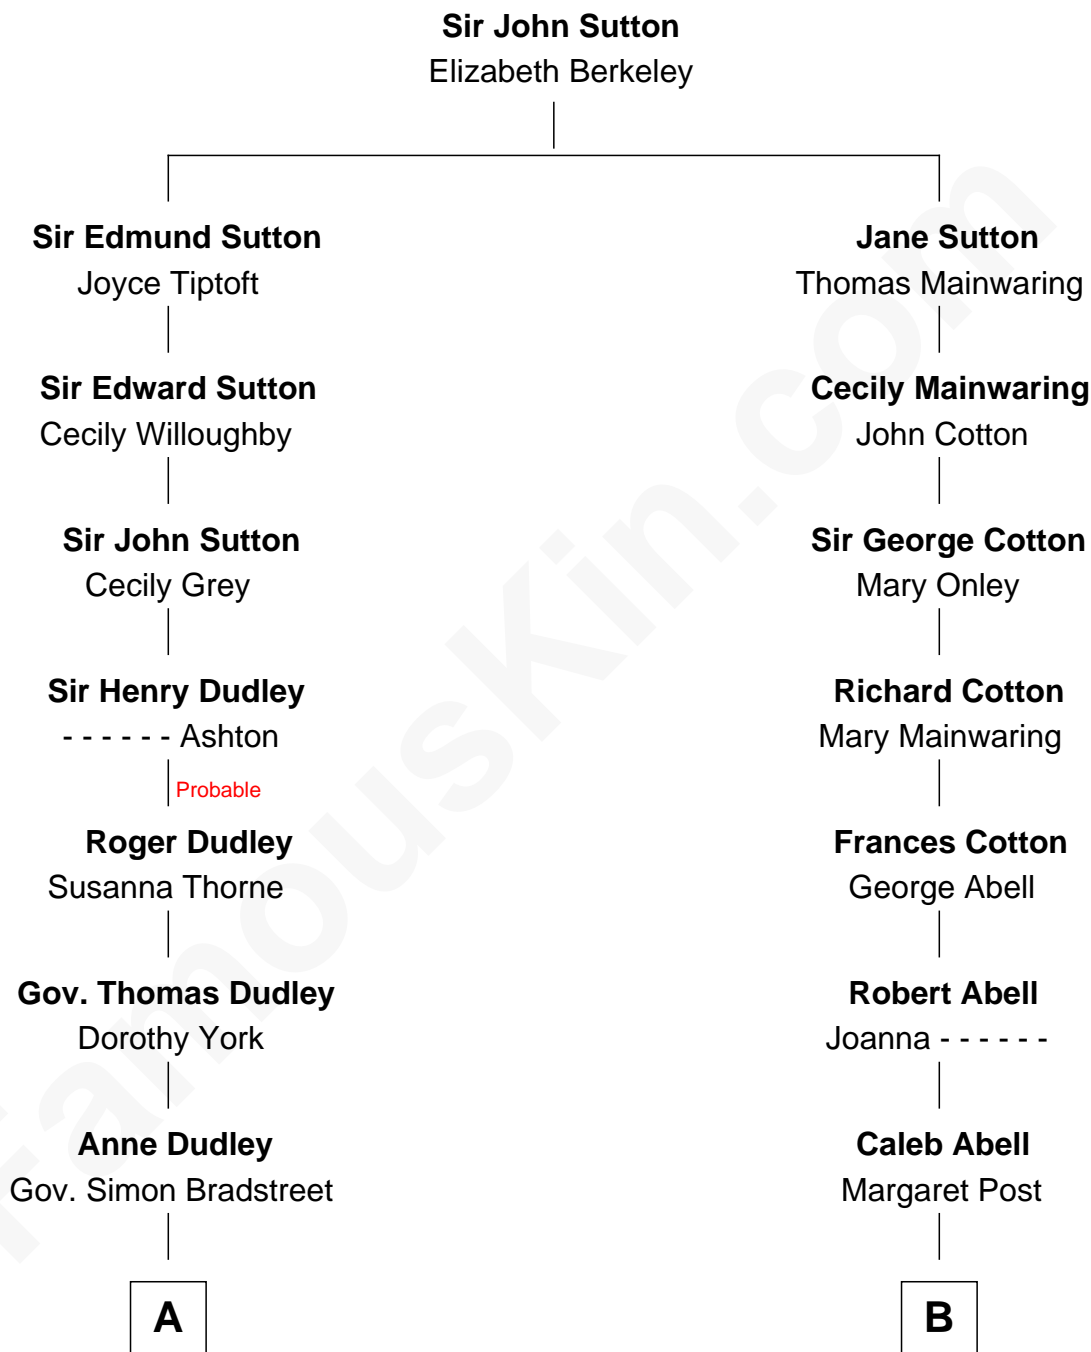 Sir John Sutton
Elizabeth Berkeley
Sir Edmund Sutton
Joyce Tiptoft
Jane Sutton
Thomas Mainwaring
Sir Edward Sutton
Cecily Willoughby
Cecily Mainwaring
John Cotton
Sir John Sutton
Cecily Grey
Sir George Cotton
Mary Onley
Sir Henry Dudley
- - - - - - Ashton
Probable
Richard Cotton
Mary Mainwaring
Roger Dudley
Susanna Thorne
Frances Cotton
George Abell
Gov. Thomas Dudley
Dorothy York
Robert Abell
Joanna - - - - - -
Anne Dudley
Gov. Simon Bradstreet
Caleb Abell
Margaret Post
A
B
FamousKin.com